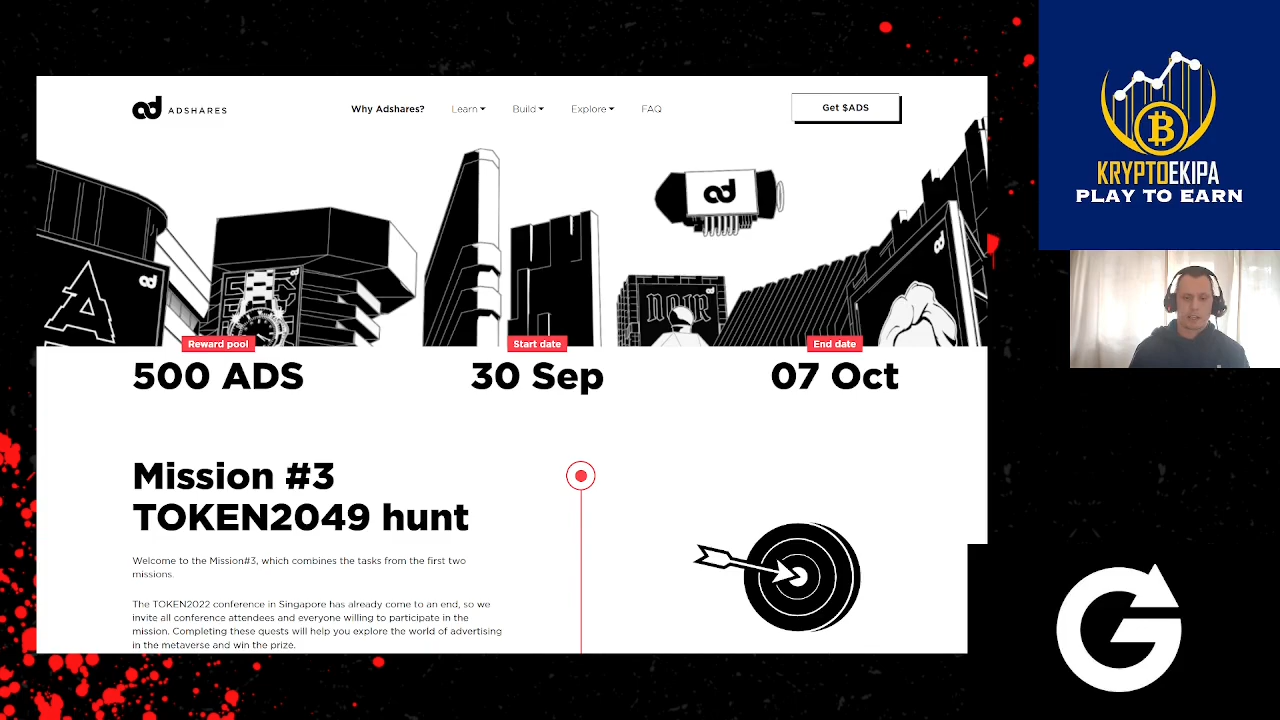 ADSHARES
Why Adshares?
Learn
Build
Explore
FAQ
Get $ADS
KRYPTOEKIPA
PLAY TO EARN
NOIR
Reward pool
Start date
End date
500 ADS
30 Sep
07 Oct
Mission #3
TOKEN2049 hunt
Welcome to the Mission#3, which combines the tasks from the first two
missions.
The TOKEN2022 conference in Singapore has already come to an end, so we
invite all conference attendees and everyone willing to participate in the
mission. Completing these quests will help you explore the world of advertising
in the metaverse and win the prize.